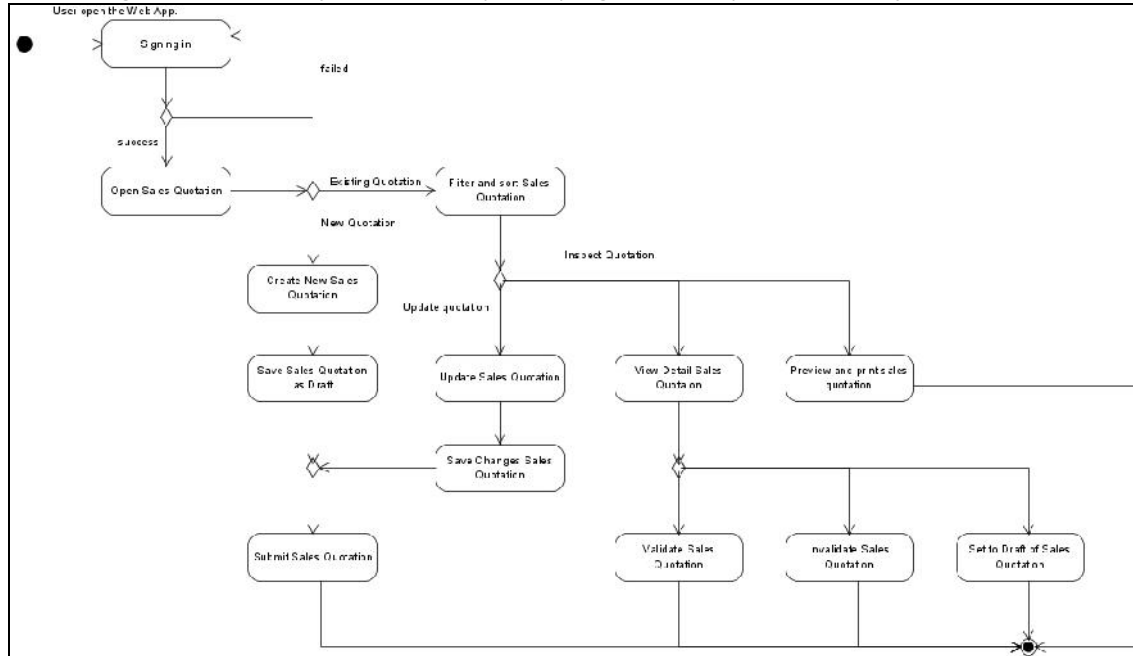 User open the Web App.
Signing in
failed
success
Open Sales Quotation
Existing Quotation
Filter and sort Sales
Quotation
New Quotation
Inspect Quotation
Create New Sales
Quotation
Update quotation
Save Sales Quotation
as Draft
Update Sales Quotation
View Detail Sales
Quotaion
Preview and print sales
quotation
Save Changes Sales
Quotation
Submit Sales Quotation
Validate Sales
Quotation
Invalidate Sales
Quotation
Set to Draft of Sales
Quotation